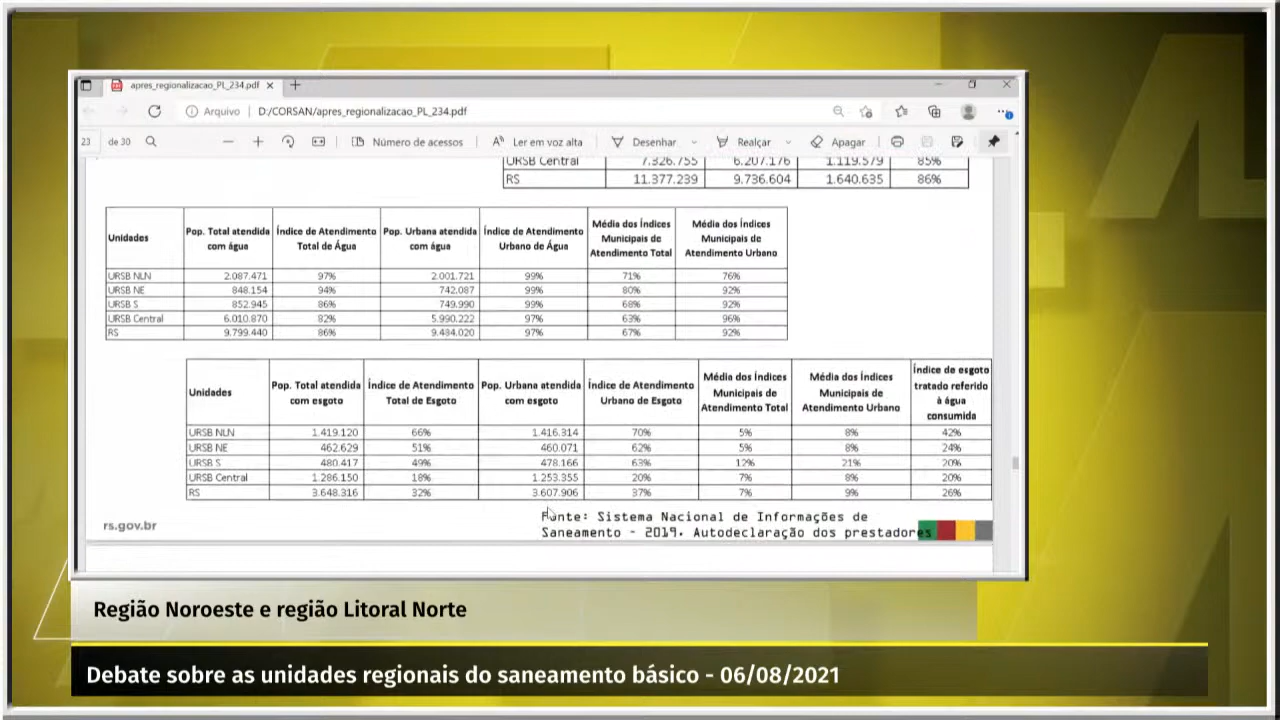 apres_regionalizacao_PL_234.pdf
Arquivo D:/CORSAN/apres_regionalizacao_PL_234.pdf
23 de 30 Número de acessos Ler em voz alta Desenhar Realçar Apagar
URSB Central 7.326.755 6.207.176 1.119.579 85%
RS 11.377.239 9.736.604 1.640.635 86%
Unidades Pop. Total atendida com água Índice de Atendimento Total de Água Pop. Urbana atendida com água Índice de Atendimento Urbano de Água Média dos Índices Municipais de Atendimento Total Média dos Índices Municipais de Atendimento Urbano
URSB NLN 2.087.471 97% 2.001.721 99% 71% 76%
URSB NE 848.154 94% 742.087 99% 80% 92%
URSB S 852.945 86% 749.990 99% 68% 92%
URSB Central 6.010.870 82% 5.990.222 97% 63% 96%
RS 9.799.440 86% 9.484.020 97% 67% 92%
Unidades Pop. Total atendida com esgoto Índice de Atendimento Total de Esgoto Pop. Urbana atendida com esgoto Índice de Atendimento Urbano de Esgoto Média dos Índices Municipais de Atendimento Total Média dos Índices Municipais de Atendimento Urbano Índice de esgoto tratado referido à água consumida
URSB NLN 1.419.120 66% 1.416.314 70% 5% 8% 42%
URSB NE 462.629 51% 460.071 62% 5% 8% 24%
URSB S 480.417 49% 478.166 63% 12% 21% 20%
URSB Central 1.286.150 18% 1.253.355 20% 7% 8% 20%
RS 3.648.316 32% 3.607.906 37% 7% 9% 26%
Fonte: Sistema Nacional de Informações de
Saneamento - 2019. Autodeclaração dos prestadores
rs.gov.br
Região Noroeste e região Litoral Norte
Debate sobre as unidades regionais do saneamento básico - 06/08/2021